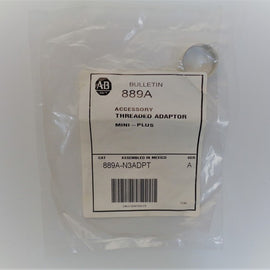 AB
BULLETIN
889A
ACCESSORY
THREADED ADAPTOR
MINI-PLUS
CAT ASSEMBLED IN MEXICO SER
889A-N3ADPT A